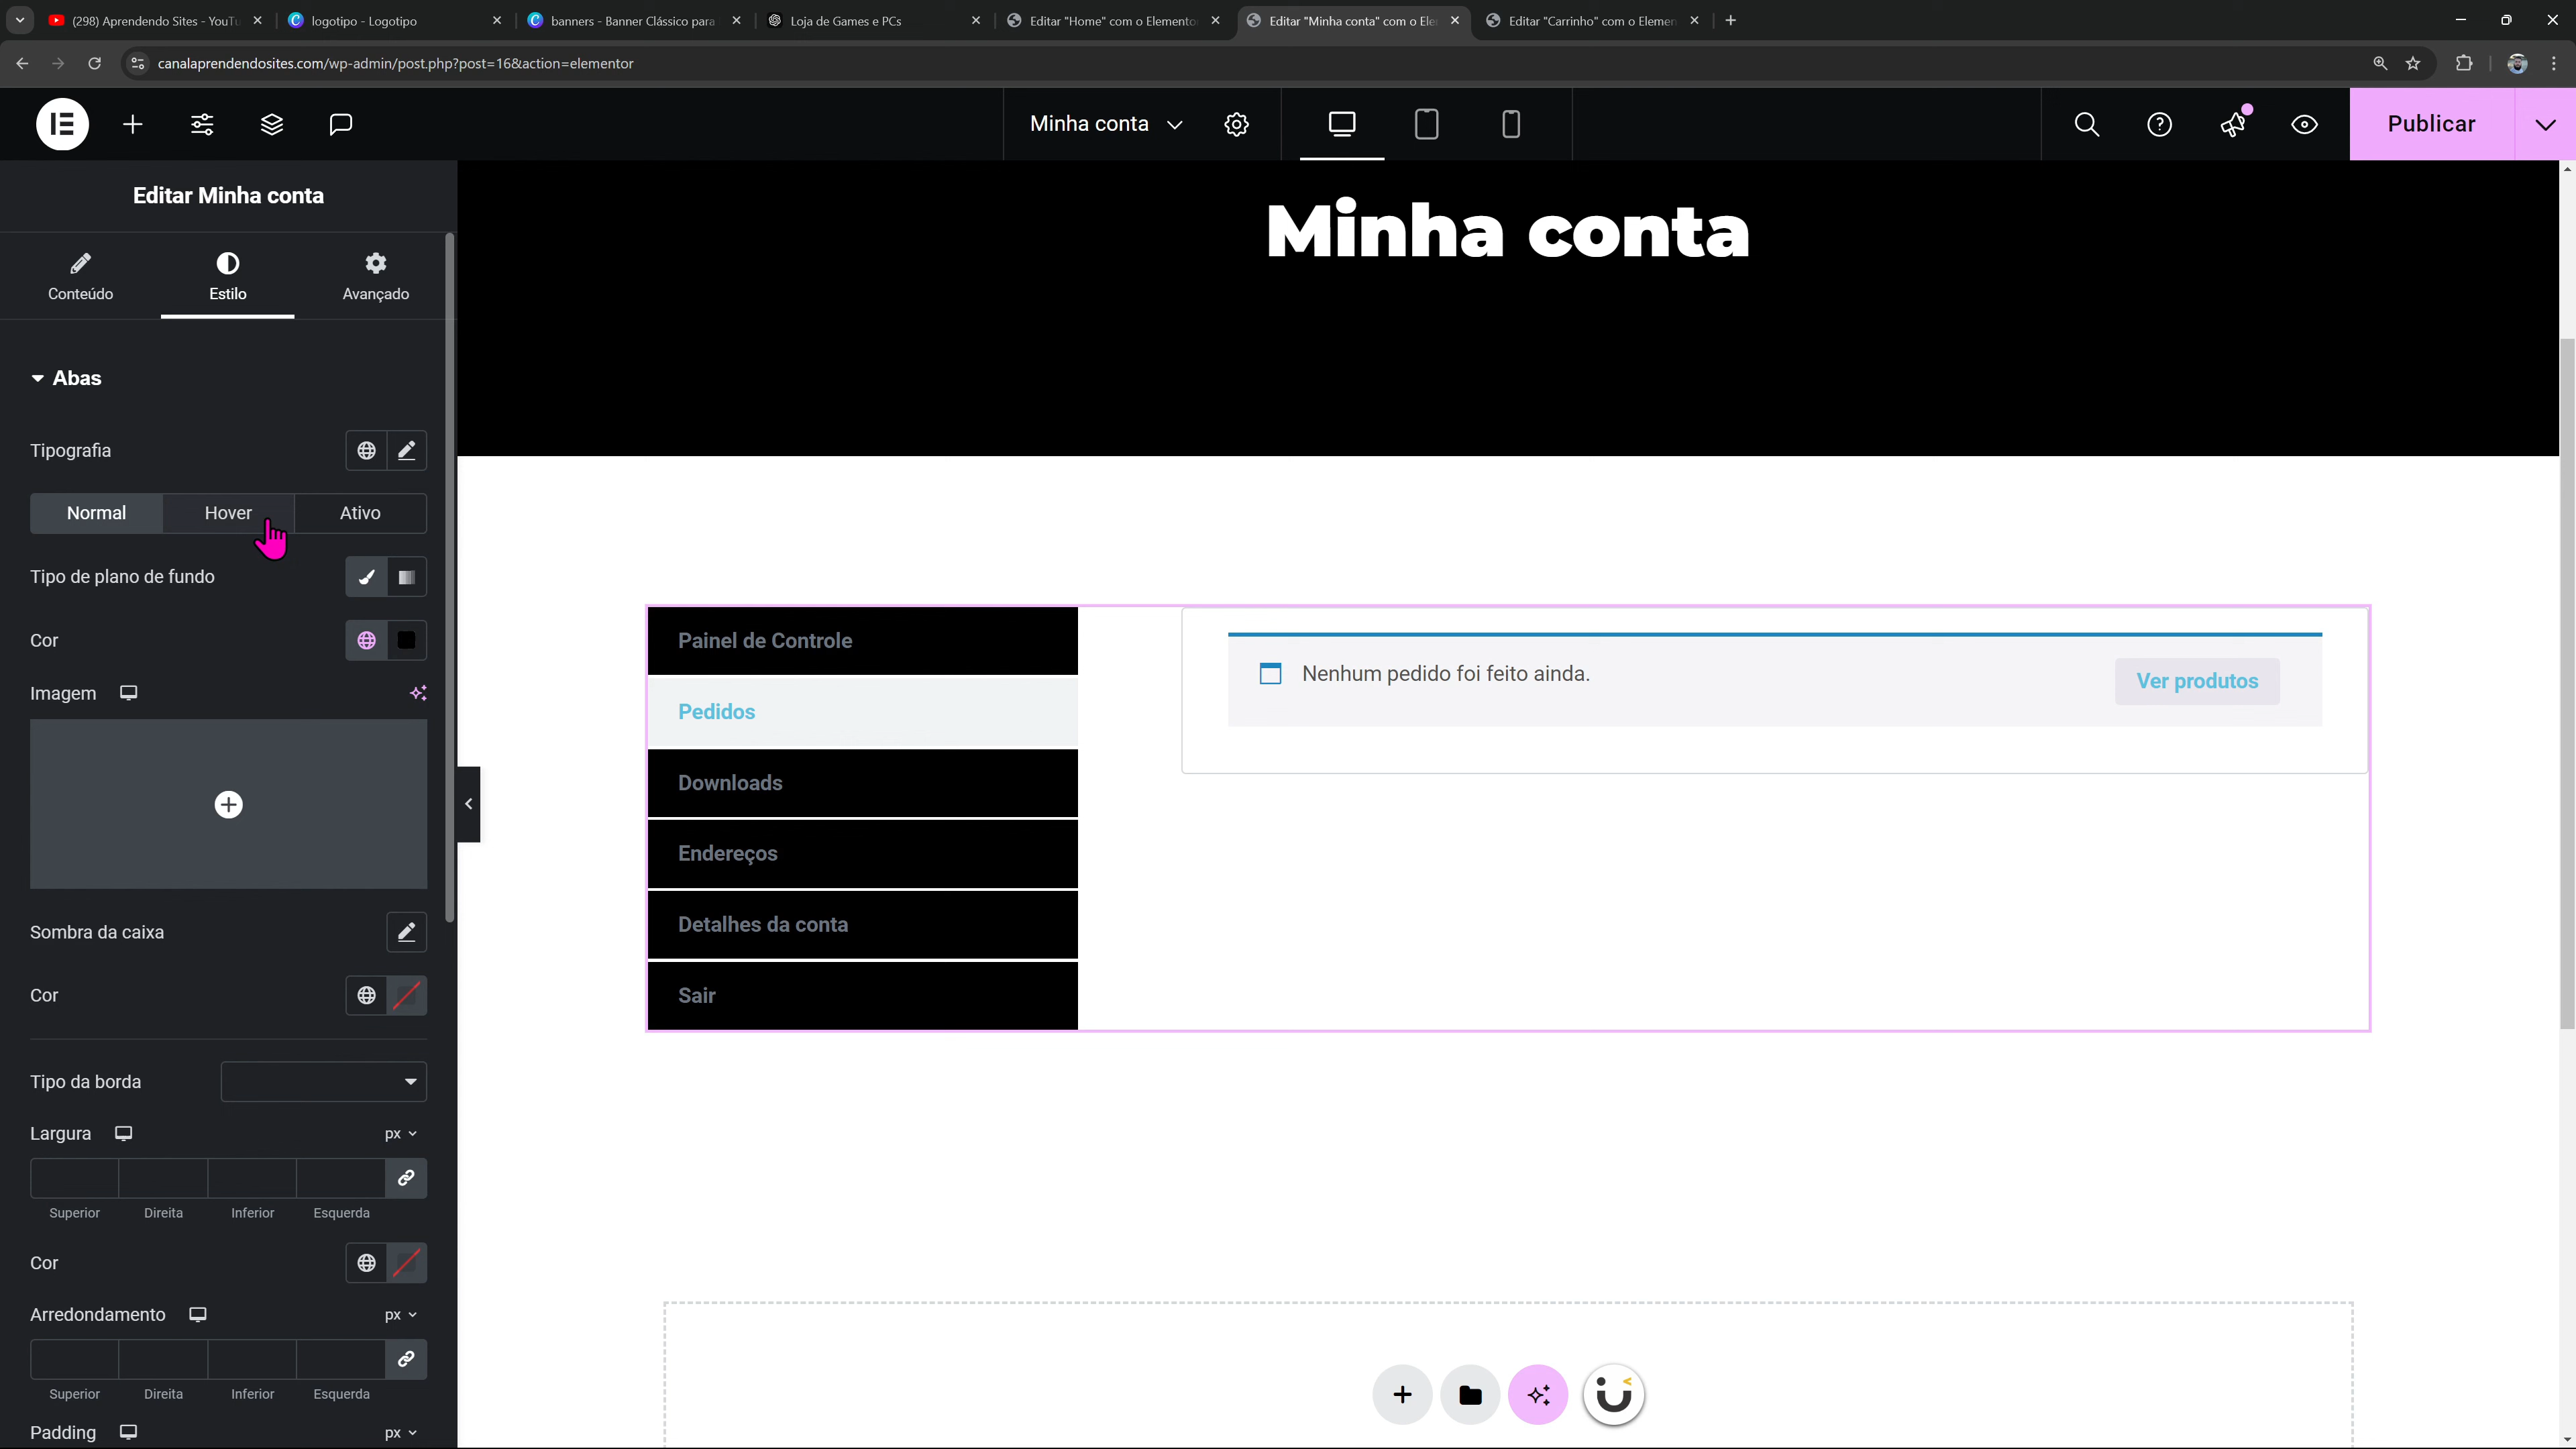 (298) Aprendendo Sites - YouTu
logotipo - Logotipo
banners - Banner Clássico para
Loja de Games e PCs
Editar "Home" com o Elemento
Editar "Minha conta" com o Ele
Editar "Carrinho" com o Elemen
canalaprendendosites.com/wp-admin/post.php?post=16&action=elementor
Minha conta
Publicar
Editar Minha conta
Conteúdo
Estilo
Avançado
Abas
Tipografia
Normal
Hover
Ativo
Tipo de plano de fundo
Cor
Imagem
Sombra da caixa
Cor
Tipo da borda
Largura
px
Superior
Direita
Inferior
Esquerda
Cor
Arredondamento
px
Superior
Direita
Inferior
Esquerda
Padding
px
Minha conta
Painel de Controle
Pedidos
Downloads
Endereços
Detalhes da conta
Sair
Nenhum pedido foi feito ainda.
Ver produtos